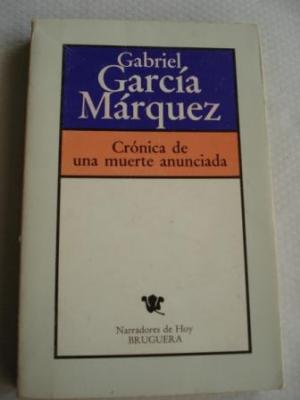 Gabriel
García
Márquez
Crónica de
una muerte anunciada
Narradores de Hoy
BRUGUERA